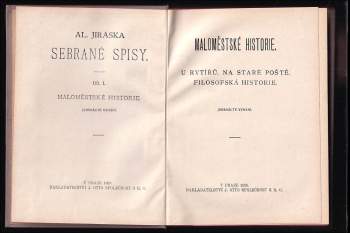 AL. JIRÁSKA
SEBRANÉ SPISY.
DÍL I.
MALOMĚSTSKÉ HISTORIE.
V PRAZE
NAKLADATELSTVÍ J. OTTO SPOLEČNOST S R. O.
MALOMĚSTSKÉ HISTORIE.
U RYTÍŘŮ. NA STARÉ POŠTĚ.
FILOSOFSKÁ HISTORIE.
V PRAZE
NAKLADATELSTVÍ J. OTTO SPOLEČNOST S R. O.